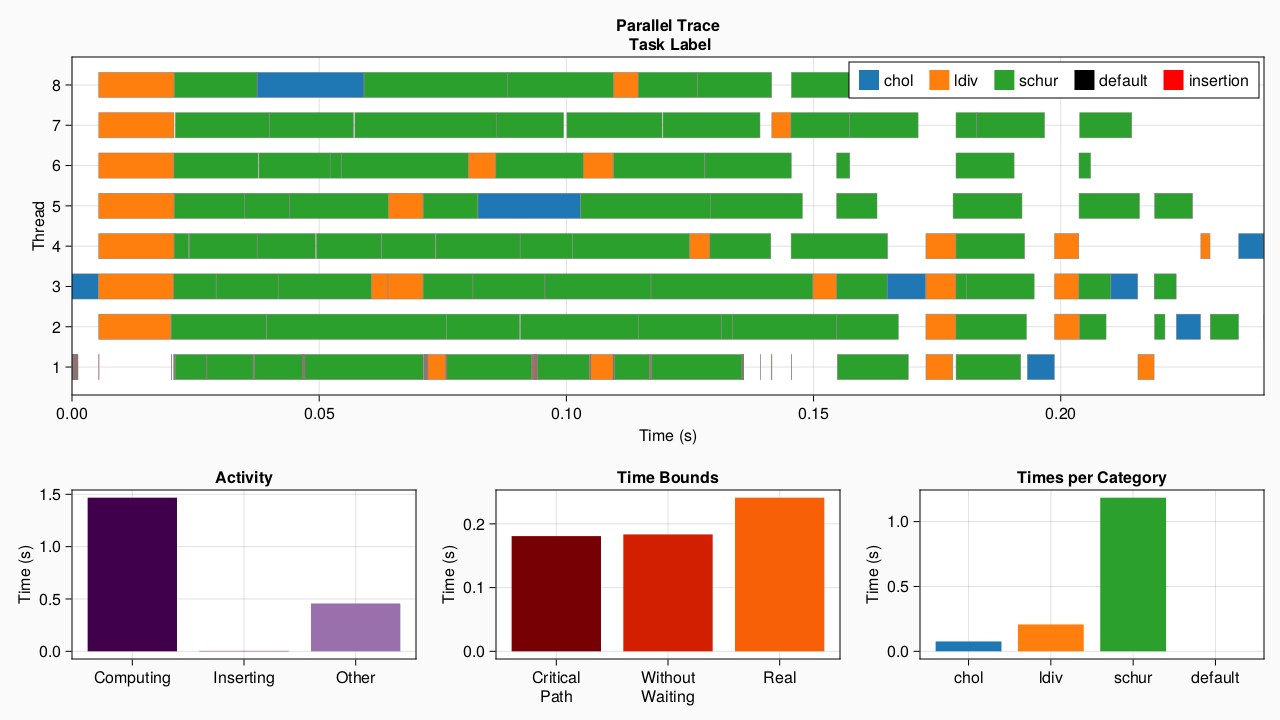 Parallel Trace
Task Label
chol ldiv schur default insertion
Thread
8
7
6
5
4
3
2
1
0.00 0.05 0.10 0.15 0.20
Time (s)
Activity
Time (s)
1.5
1.0
0.5
0.0
Computing Inserting Other
Time Bounds
Time (s)
0.2
0.1
0.0
Critical Path Without Waiting Real
Times per Category
Time (s)
1.0
0.5
0.0
chol ldiv schur default